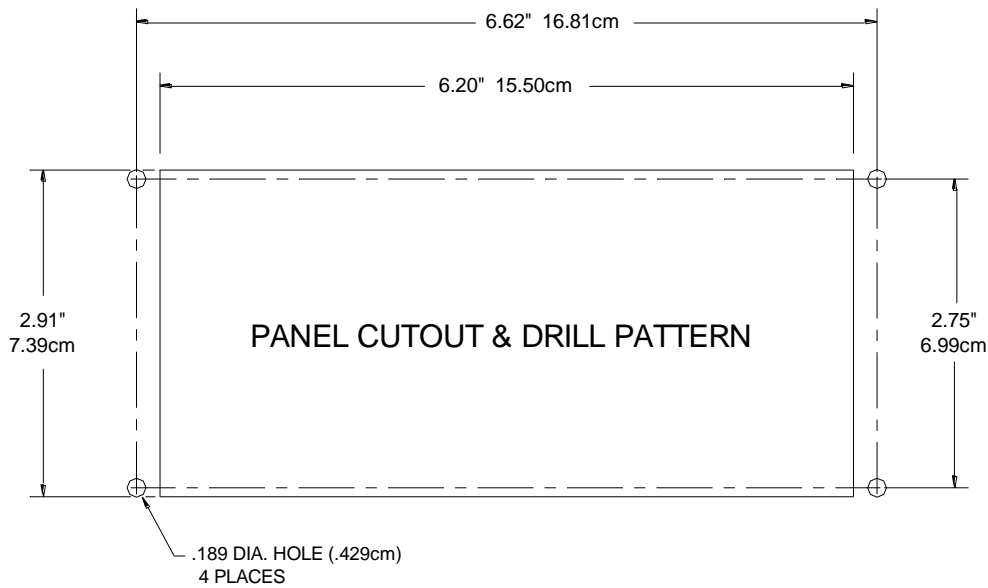 6.62" 16.81cm
6.20" 15.50cm
2.91"
7.39cm
PANEL CUTOUT & DRILL PATTERN
2.75"
6.99cm
.189 DIA. HOLE (.429cm)
4 PLACES